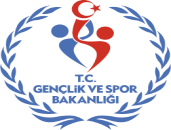 T.C.
GENÇLİK VE SPOR
BAKANLIĞI